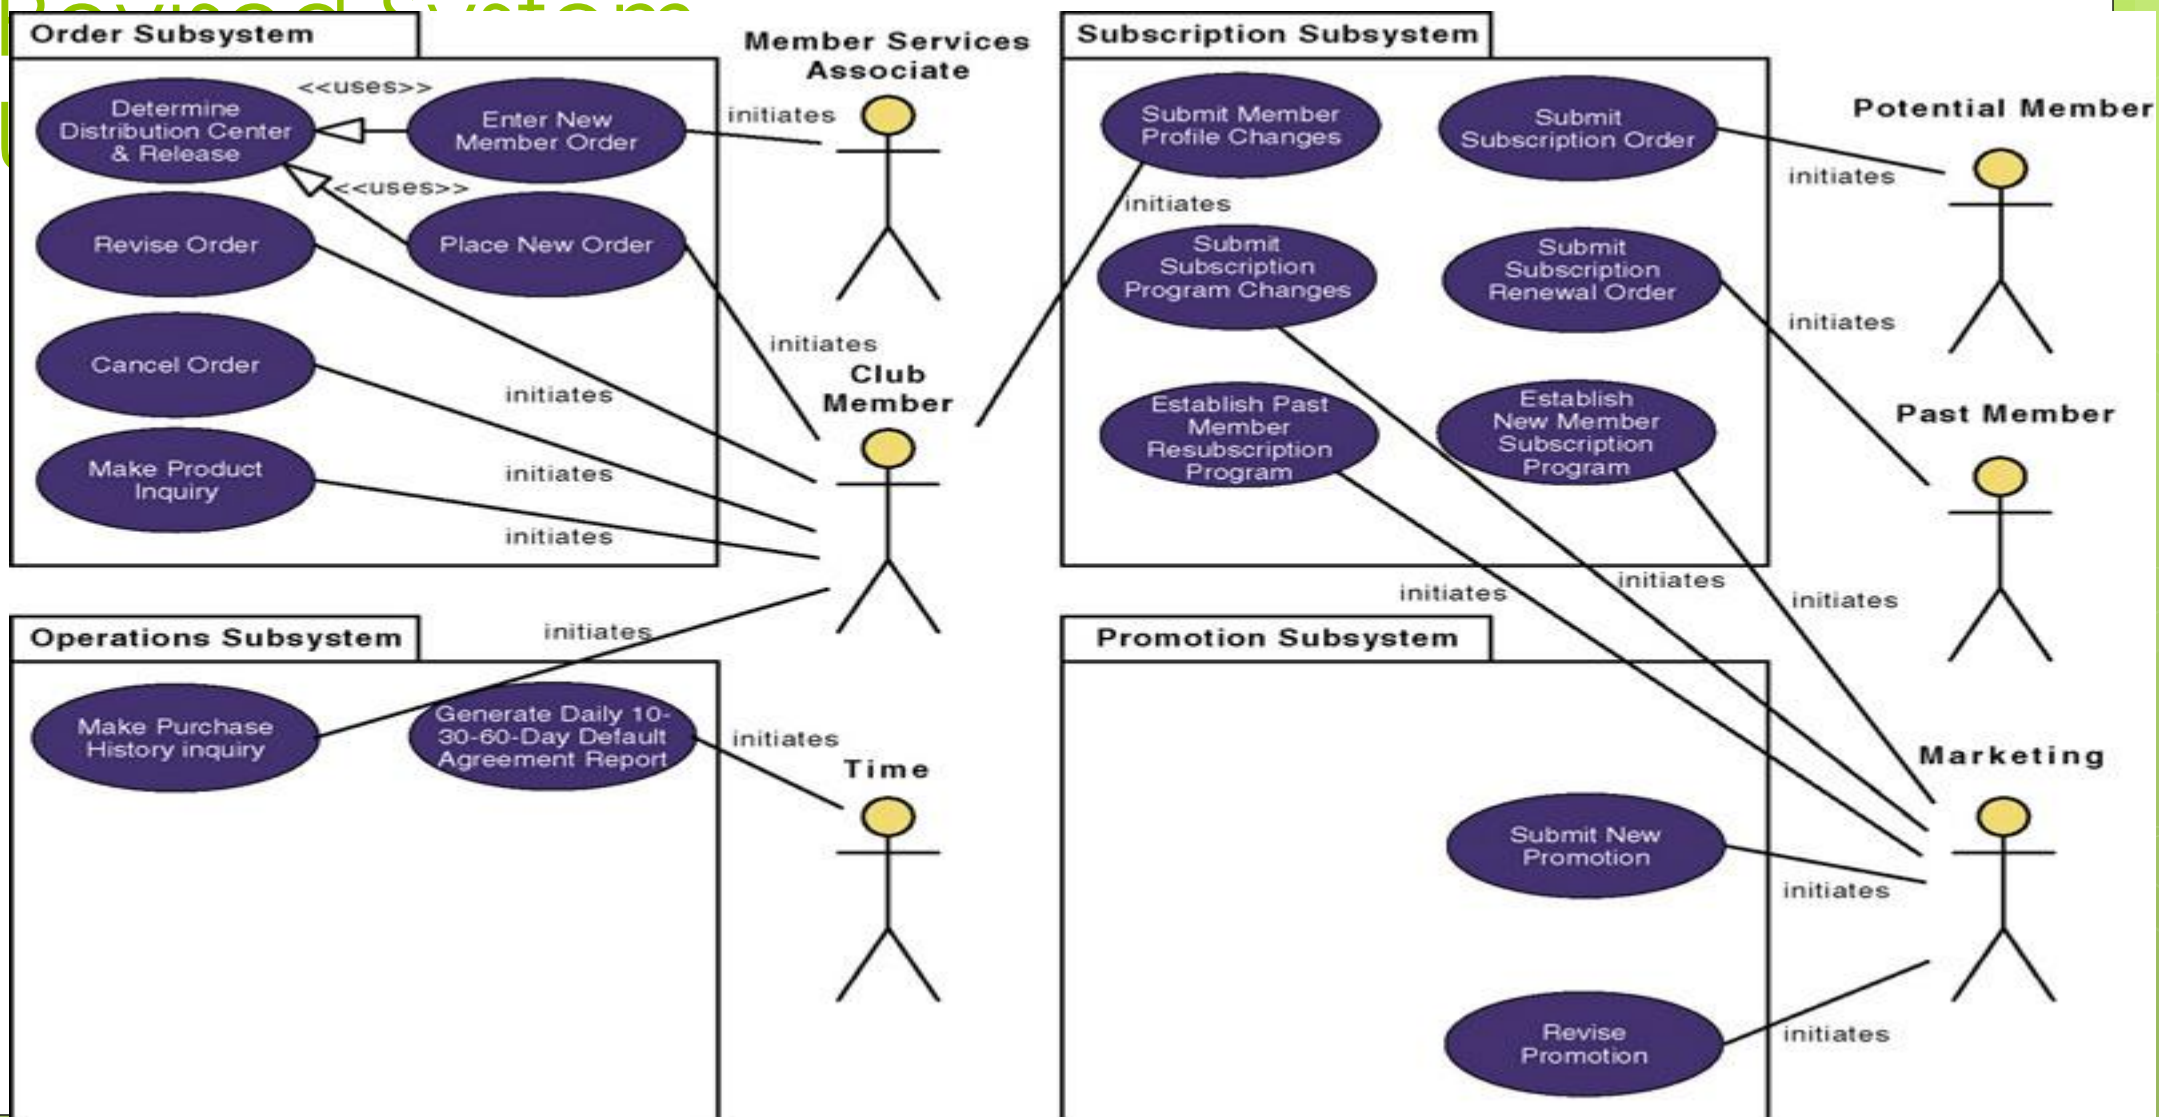 Revised System
Order Subsystem
Determine
Distribution Center
& Release
<<uses>>
Enter New
Member Order
<<uses>>
Revise Order
Place New Order
Cancel Order
Make Product
Inquiry
initiates
initiates
initiates
initiates
initiates
Member Services
Associate
Club
Member
Subscription Subsystem
Submit Member
Profile Changes
Submit
Subscription Order
initiates
Submit
Subscription
Program Changes
Submit
Subscription
Renewal Order
Establish Past
Member
Resubscription
Program
Establish
New Member
Subscription
Program
Potential Member
initiates
initiates
Past Member
initiates
initiates
initiates
Operations Subsystem
initiates
Make Purchase
History inquiry
Generate Daily 10-
30-60-Day Default
Agreement Report
initiates
Time
Promotion Subsystem
Marketing
Submit New
Promotion
initiates
Revise
Promotion
initiates